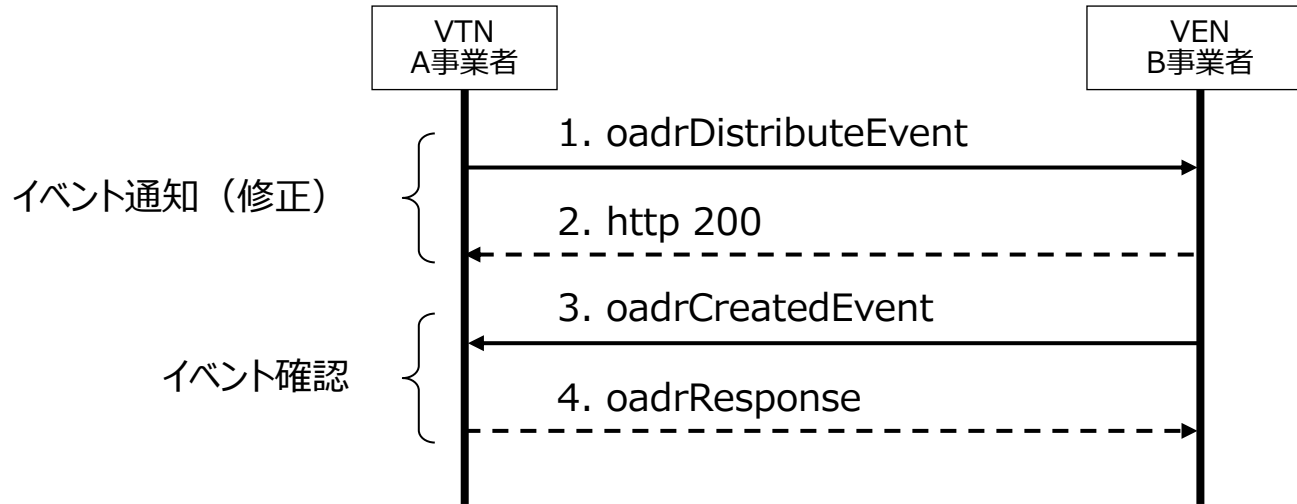 VTN
A事業者
VEN
B事業者
1. oadrDistributeEvent
イベント通知（修正）
2. http 200
3. oadrCreatedEvent
イベント確認
4. oadrResponse